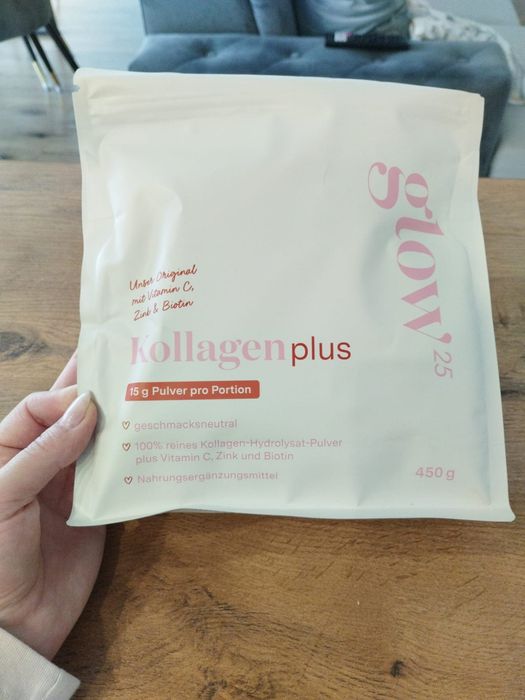 glow25
Unser Original
mit Vitamin C,
Zink & Biotin
Kollagen plus
15 g Pulver pro Portion
geschmacksneutral
100% reines Kollagen-Hydrolysat-Pulver
plus Vitamin C, Zink und Biotin
Nahrungsergänzungsmittel
450 g